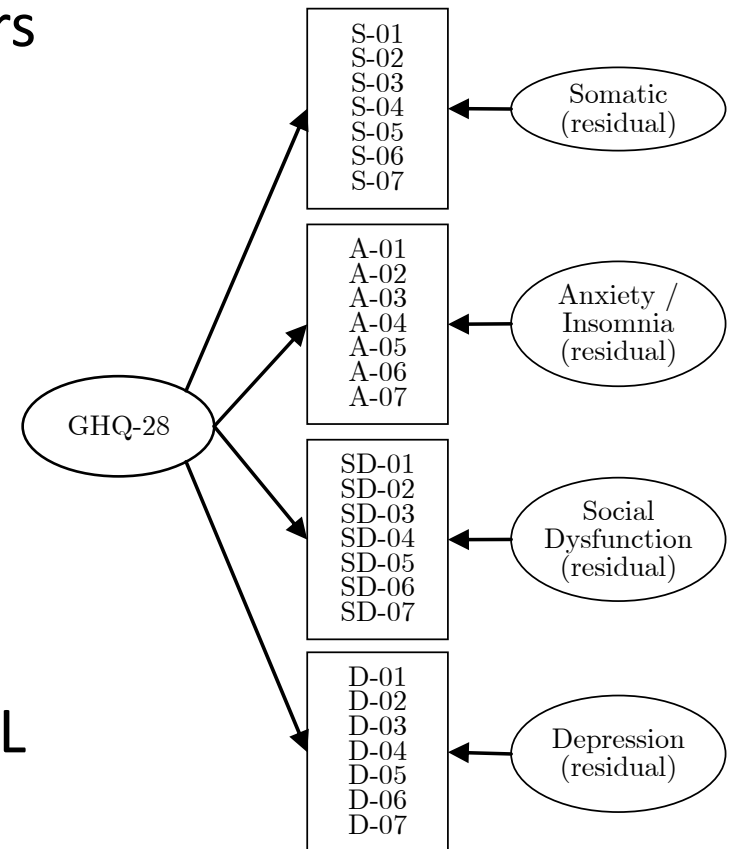 rs
S-01
S-02
S-03
S-04
S-05
S-06
S-07
Somatic
(residual)
A-01
A-02
A-03
A-04
A-05
A-06
A-07
Anxiety /
Insomnia
(residual)
GHQ-28
SD-01
SD-02
SD-03
SD-04
SD-05
SD-06
SD-07
Social
Dysfunction
(residual)
L
D-01
D-02
D-03
D-04
D-05
D-06
D-07
Depression
(residual)